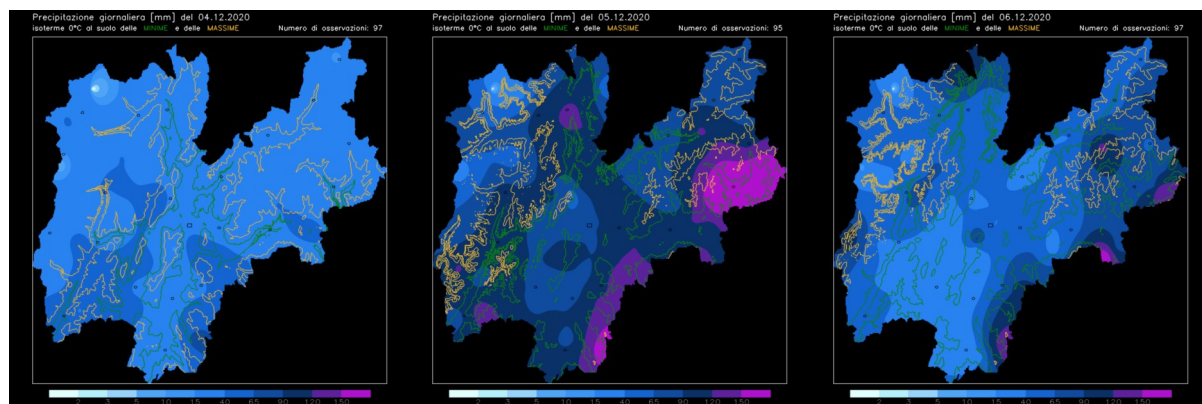 Precipitazione giornaliera [mm] del 04.12.2020
isoterme 0°C al suolo delle MINIME e delle MASSIME Numero di osservazioni: 97
2 3 5 10 15 40 65 90 120 150
Precipitazione giornaliera [mm] del 05.12.2020
isoterme 0°C al suolo delle MINIME e delle MASSIME Numero di osservazioni: 95
2 3 5 10 15 40 65 90 120 150
Precipitazione giornaliera [mm] del 06.12.2020
isoterme 0°C al suolo delle MINIME e delle MASSIME Numero di osservazioni: 97
2 3 5 10 15 40 65 90 120 150